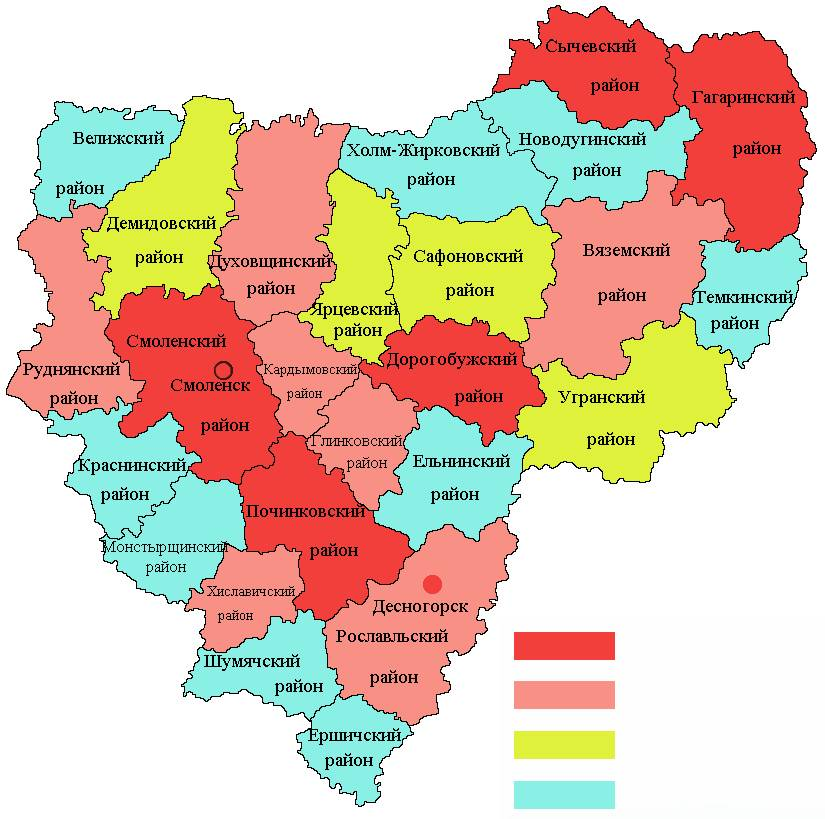 Сычевский
район
Гагаринский
район
Велижский
район
Холм-Жирковский
район
Новодугинский
район
Демидовский
район
Духовщинский
район
Ярцевский
район
Сафоновский
район
Вяземский
район
Темкинский
район
Смоленский
Смоленск
район
Руднянский
район
Кардымовский
район
Дорогобужский
район
Угранский
район
Глинковский
район
Ельнинский
район
Краснинский
район
Починковский
район
Монстырщинский
район
Хиславичский
район
Десногорск
Рославльский
район
Шумячский
район
Ершичский
район